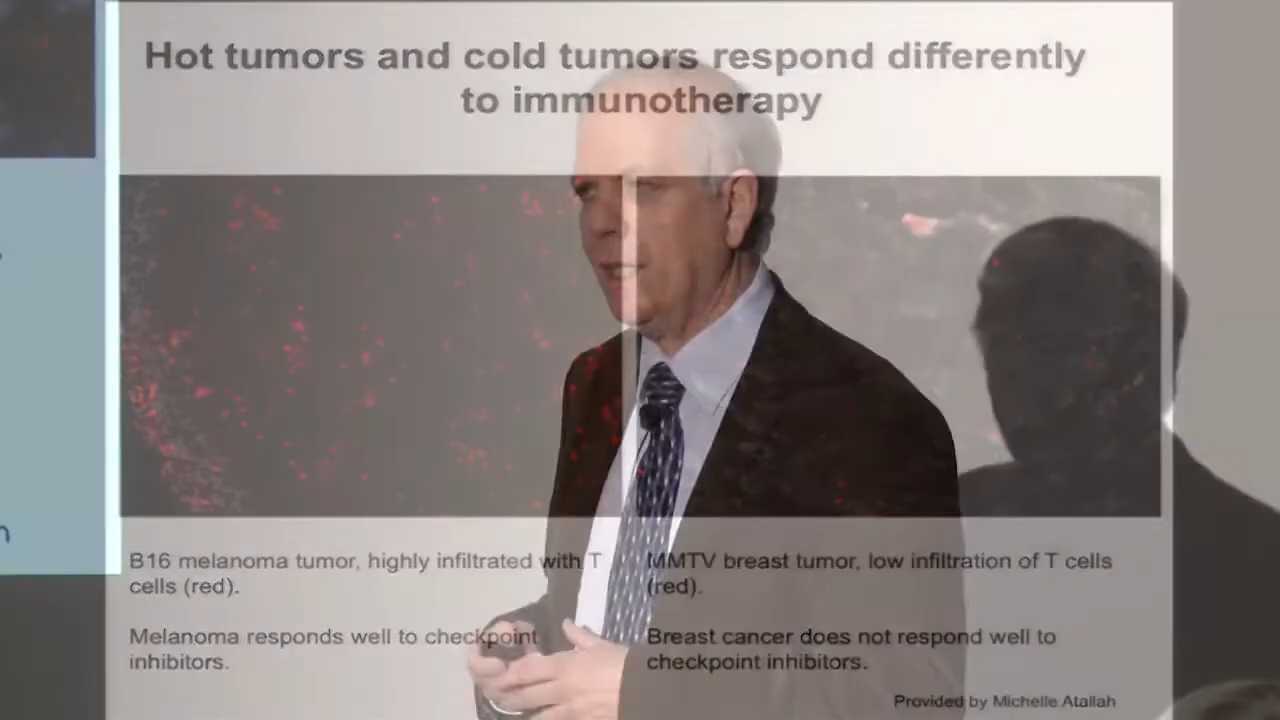 Hot tumors and cold tumors respond differently
to immunotherapy
B16 melanoma tumor, highly infiltrated with T
cells (red).
Melanoma responds well to checkpoint
inhibitors.
MMTV breast tumor, low infiltration of T cells
(red).
Breast cancer does not respond well to
checkpoint inhibitors.
Provided by Michelle Atallah